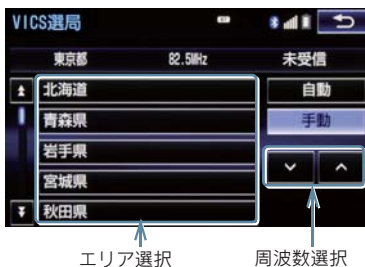 VICS選局
東京都 82.5MHz 未受信
北海道 自動
青森県 手動
岩手県
宮城県
秋田県
エリア選択 周波数選択